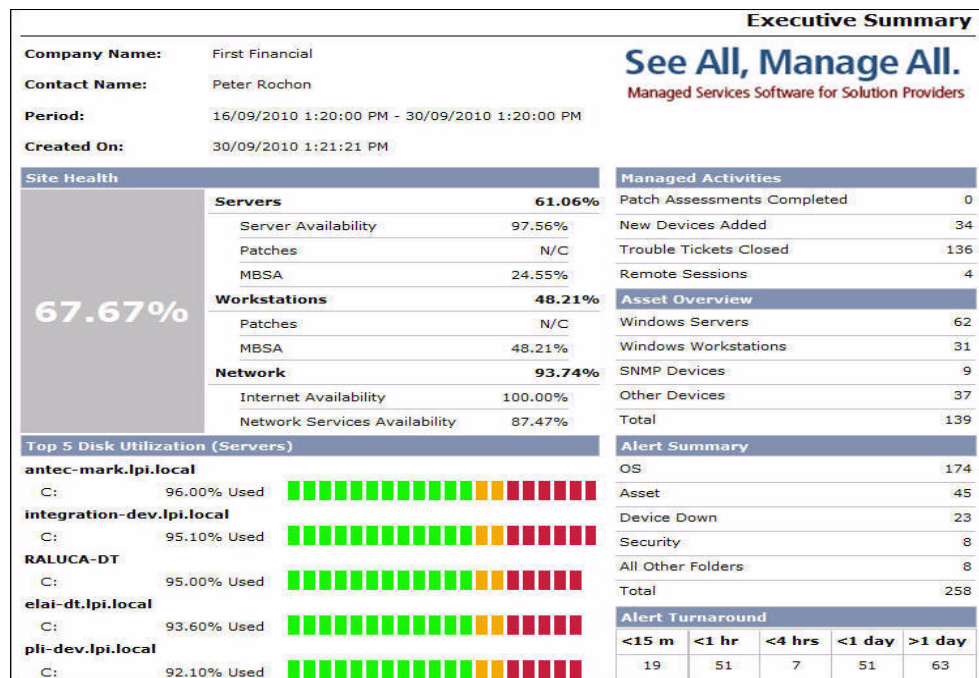 Executive Summary
Company Name: First Financial
Contact Name: Peter Rochon
Period: 16/09/2010 1:20:00 PM - 30/09/2010 1:20:00 PM
Created On: 30/09/2010 1:21:21 PM
See All, Manage All.
Managed Services Software for Solution Providers
Site Health
67.67%
Servers 61.06%
Server Availability 97.56%
Patches N/C
MBSA 24.55%
Workstations 48.21%
Patches N/C
MBSA 48.21%
Network 93.74%
Internet Availability 100.00%
Network Services Availability 87.47%
Top 5 Disk Utilization (Servers)
antec-mark.lpi.local
C: 96.00% Used
integration-dev.lpi.local
C: 95.10% Used
RALUCA-DT
C: 95.00% Used
elai-dt.lpi.local
C: 93.60% Used
pli-dev.lpi.local
C: 92.10% Used
Managed Activities
Patch Assessments Completed 0
New Devices Added 34
Trouble Tickets Closed 136
Remote Sessions 4
Asset Overview
Windows Servers 62
Windows Workstations 31
SNMP Devices 9
Other Devices 37
Total 139
Alert Summary
OS 174
Asset 45
Device Down 23
Security 8
All Other Folders 8
Total 258
Alert Turnaround
<15 m <1 hr <4 hrs <1 day >1 day
19 51 7 51 63